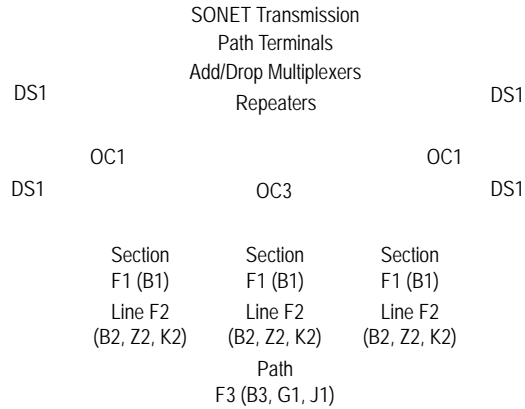 SONET Transmission
Path Terminals
Add/Drop Multiplexers
DS1 Repeaters DS1
OC1 OC1
DS1 OC3 DS1
Section Section Section
F1 (B1) F1 (B1) F1 (B1)
Line F2 Line F2 Line F2
(B2, Z2, K2) (B2, Z2, K2) (B2, Z2, K2)
Path
F3 (B3, G1, J1)